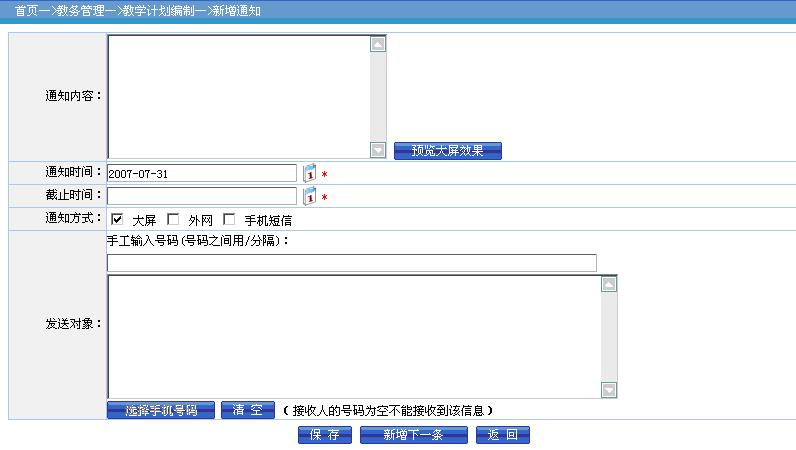 首页—>教务管理—>教学计划编制—>新增通知
通知内容：
预览大屏效果
通知时间： 2007-07-31 *
截止时间： *
通知方式： 大屏 外网 手机短信
手工输入号码(号码之间用/分隔)：
发送对象：
选择手机号码 清 空 （接收人的号码为空不能接收到该信息）
保 存 新增下一条 返 回